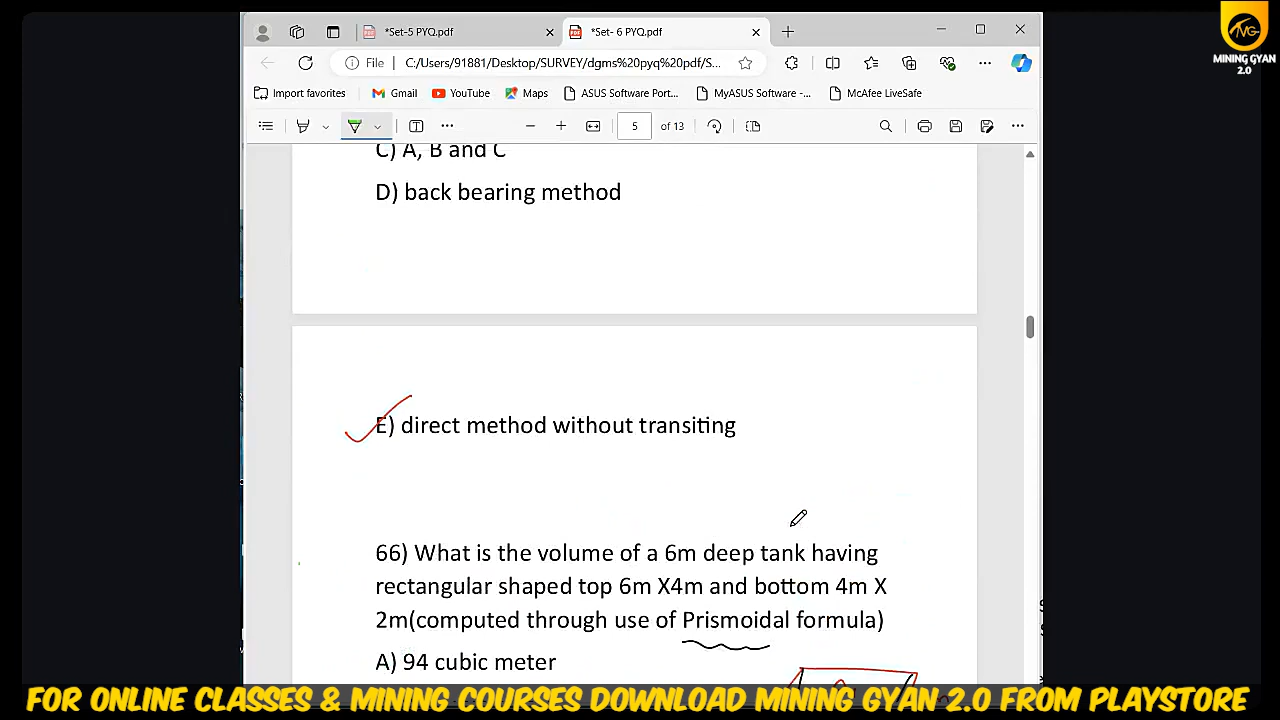 *Set-5 PYQ.pdf
*Set- 6 PYQ.pdf
File
C:/Users/91881/Desktop/SURVEY/dgms%20pyq%20pdf/S...
Import favorites
Gmail
YouTube
Maps
ASUS Software Port...
MyASUS Software -...
McAfee LiveSafe
5 of 13
MINING GYAN
2.0
C) A, B and C
D) back bearing method
E) direct method without transiting
66) What is the volume of a 6m deep tank having
rectangular shaped top 6m X4m and bottom 4m X
2m(computed through use of Prismoidal formula)
A) 94 cubic meter
FOR ONLINE CLASSES & MINING COURSES DOWNLOAD MINING GYAN 2.0 FROM PLAYSTORE